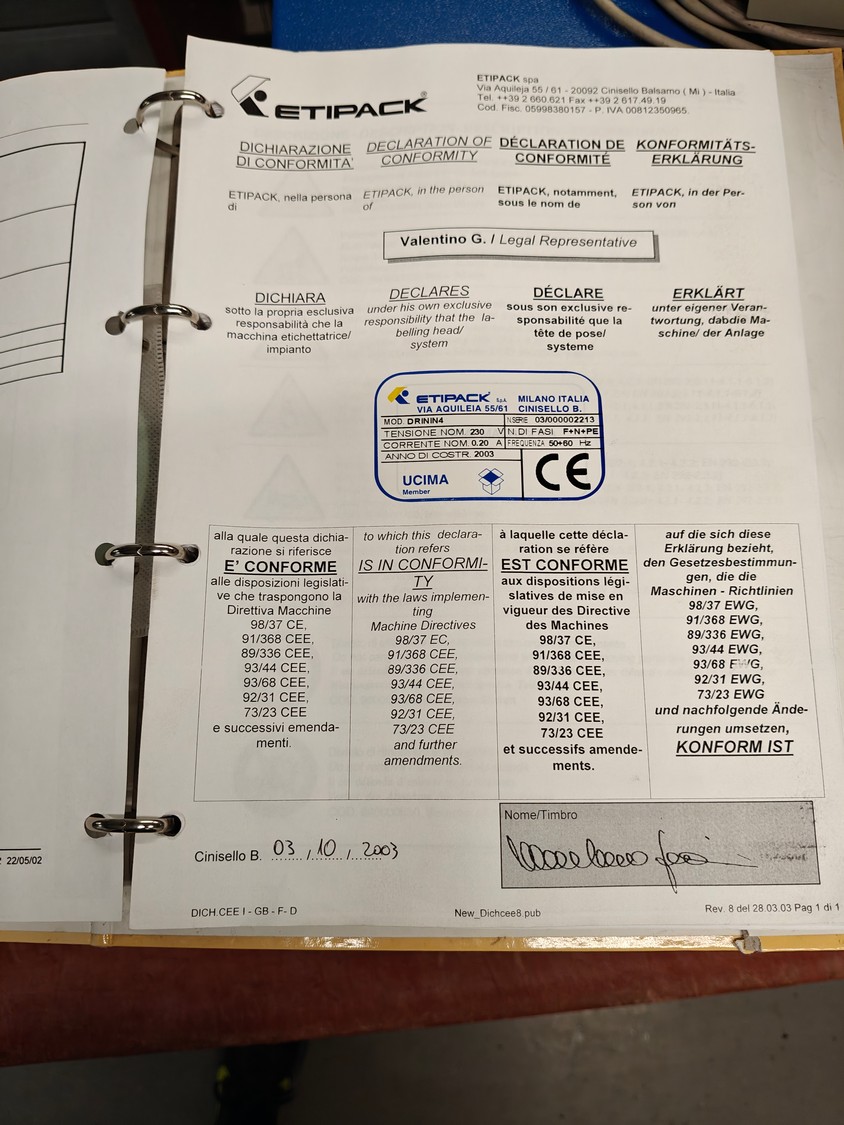 ETIPACK®
ETIPACK spa
Via Aquileja 55 / 61 - 20092 Cinisello Balsamo ( Mi ) - Italia
Tel. ++39 2 660.621 Fax ++39 2 617.49.19
Cod. Fisc. 05998380157 - P. IVA 00812350965.
DICHIARAZIONE
DI CONFORMITA'
DECLARATION OF
CONFORMITY
DÉCLARATION DE
CONFORMITÉ
KONFORMITÄTS-
ERKLÄRUNG
ETIPACK, nella persona
di
ETIPACK, in the person
of
ETIPACK, notamment,
sous le nom de
ETIPACK, in der Per-
son von
Valentino G. / Legal Representative
DICHIARA
sotto la propria esclusiva
responsabilità che la
macchina etichettatrice/
impianto
DECLARES
under his own exclusive
responsibility that the la-
belling head/
system
DÉCLARE
sous son exclusive re-
sponsabilité que la
tête de pose/
systeme
ERKLÄRT
unter eigener Veran-
twortung, dabdie Ma-
schine/ der Anlage
ETIPACK S.p.A. MILANO ITALIA
VIA AQUILEIA 55/61 CINISELLO B.
MOD. DRININ4 N.SERIE 03/000002213
TENSIONE NOM. 230 V N. DI FASI. F+N+PE
CORRENTE NOM. 0.20 A FREQUENZA 50+60 Hz
ANNO DI COSTR. 2003
UCIMA
Member
CE
alla quale questa dichia-
razione si riferisce
E' CONFORME
alle disposizioni legislati-
ve che traspongono la
Direttiva Macchine
98/37 CE,
91/368 CEE,
89/336 CEE,
93/44 CEE,
93/68 CEE,
92/31 CEE,
73/23 CEE
e successivi emenda-
menti.
to which this declara-
tion refers
IS IN CONFORMI-
TY
with the laws implemen-
ting
Machine Directives
98/37 EC,
91/368 CEE,
89/336 CEE,
93/44 CEE,
93/68 CEE,
92/31 CEE,
73/23 CEE
and further
amendments.
à laquelle cette décla-
ration se réfère
EST CONFORME
aux dispositions légi-
slatives de mise en
vigueur des Directive
des Machines
98/37 CE,
91/368 CEE,
89/336 CEE,
93/44 CEE,
93/68 CEE,
92/31 CEE,
73/23 CEE
et successifs amende-
ments.
auf die sich diese
Erklärung bezieht,
den Gesetzesbestimmun-
gen, die die
Maschinen - Richtlinien
98/37 EWG,
91/368 EWG,
89/336 EWG,
93/44 EWG,
93/68 EWG,
92/31 EWG,
73/23 EWG
und nachfolgende Ände-
rungen umsetzen,
KONFORM IST
Nome/Timbro
Cinisello B. 03 / 10 / 2003
22/05/02
DICH.CEE I - GB - F- D
New_Dichcee8.pub
Rev. 8 del 28.03.03 Pag 1 di 1